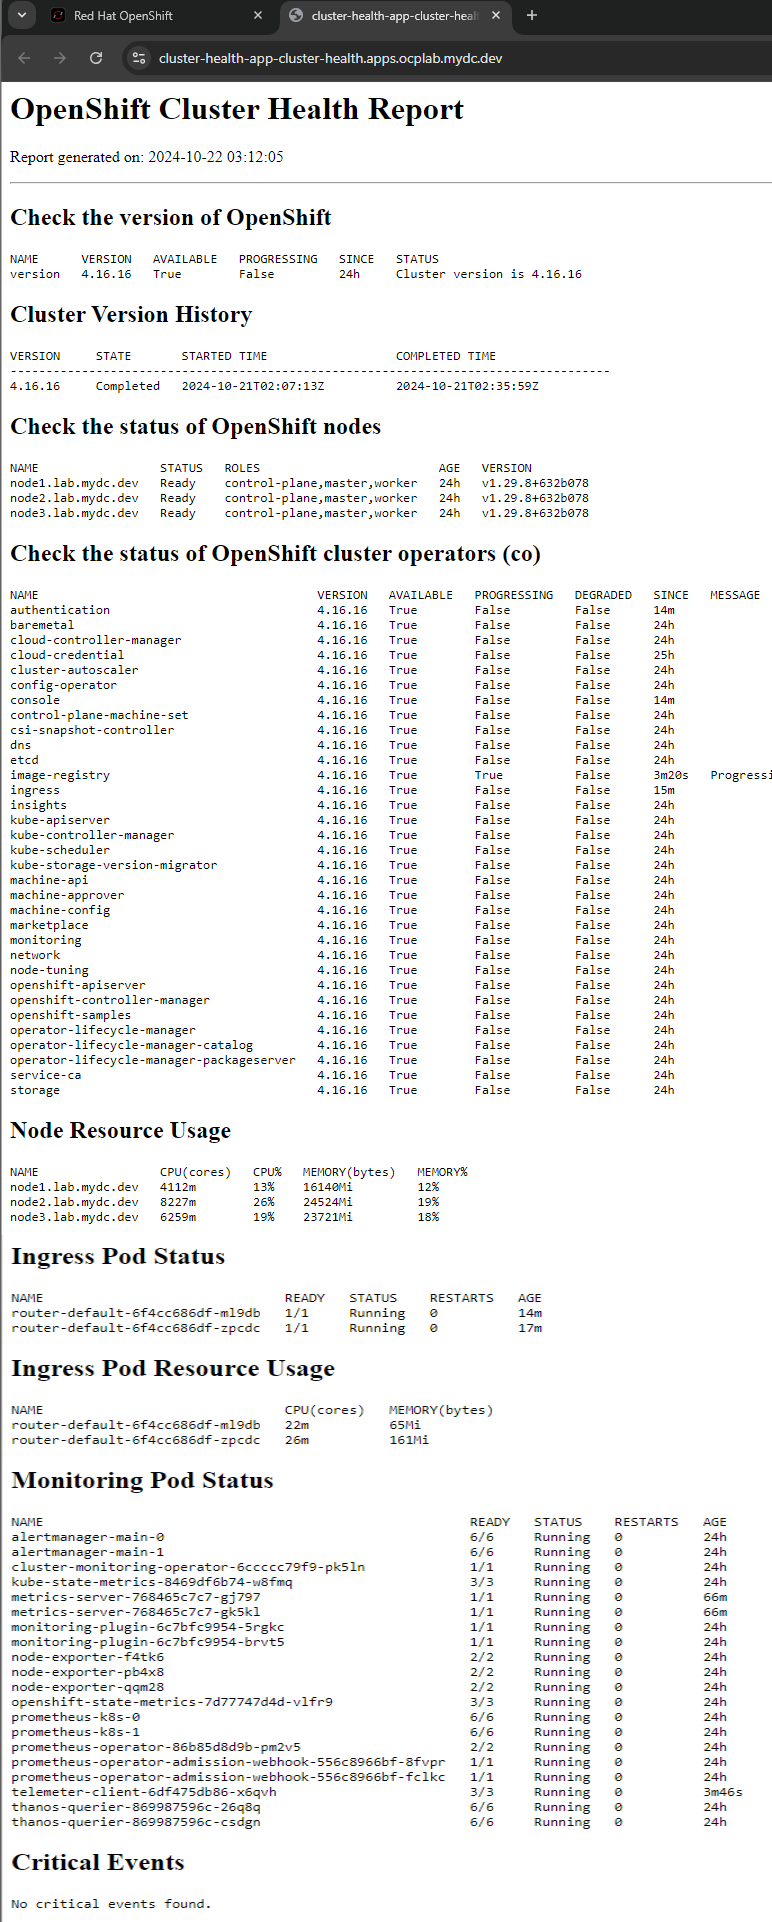 Red Hat OpenShift
cluster-health-app-cluster-heal
cluster-health-app-cluster-health.apps.ocplab.mydc.dev
OpenShift Cluster Health Report
Report generated on: 2024-10-22 03:12:05
Check the version of OpenShift
NAME VERSION AVAILABLE PROGRESSING SINCE STATUS
version 4.16.16 True False 24h Cluster version is 4.16.16
Cluster Version History
VERSION STATE STARTED TIME COMPLETED TIME
------------------------------------------------------------------------------------
4.16.16 Completed 2024-10-21T02:07:13Z 2024-10-21T02:35:59Z
Check the status of OpenShift nodes
NAME STATUS ROLES AGE VERSION
node1.lab.mydc.dev Ready control-plane,master,worker 24h v1.29.8+632b078
node2.lab.mydc.dev Ready control-plane,master,worker 24h v1.29.8+632b078
node3.lab.mydc.dev Ready control-plane,master,worker 24h v1.29.8+632b078
Check the status of OpenShift cluster operators (co)
NAME VERSION AVAILABLE PROGRESSING DEGRADED SINCE MESSAGE
authentication 4.16.16 True False False 14m
baremetal 4.16.16 True False False 24h
cloud-controller-manager 4.16.16 True False False 24h
cloud-credential 4.16.16 True False False 25h
cluster-autoscaler 4.16.16 True False False 24h
config-operator 4.16.16 True False False 24h
console 4.16.16 True False False 14m
control-plane-machine-set 4.16.16 True False False 24h
csi-snapshot-controller 4.16.16 True False False 24h
dns 4.16.16 True False False 24h
etcd 4.16.16 True False False 24h
image-registry 4.16.16 True True False 3m20s Progressi
ingress 4.16.16 True False False 15m
insights 4.16.16 True False False 24h
kube-apiserver 4.16.16 True False False 24h
kube-controller-manager 4.16.16 True False False 24h
kube-scheduler 4.16.16 True False False 24h
kube-storage-version-migrator 4.16.16 True False False 24h
machine-api 4.16.16 True False False 24h
machine-approver 4.16.16 True False False 24h
machine-config 4.16.16 True False False 24h
marketplace 4.16.16 True False False 24h
monitoring 4.16.16 True False False 24h
network 4.16.16 True False False 24h
node-tuning 4.16.16 True False False 24h
openshift-apiserver 4.16.16 True False False 24h
openshift-controller-manager 4.16.16 True False False 24h
openshift-samples 4.16.16 True False False 24h
operator-lifecycle-manager 4.16.16 True False False 24h
operator-lifecycle-manager-catalog 4.16.16 True False False 24h
operator-lifecycle-manager-packageserver 4.16.16 True False False 24h
service-ca 4.16.16 True False False 24h
storage 4.16.16 True False False 24h
Node Resource Usage
NAME CPU(cores) CPU% MEMORY(bytes) MEMORY%
node1.lab.mydc.dev 4112m 13% 16140Mi 12%
node2.lab.mydc.dev 8227m 26% 24524Mi 19%
node3.lab.mydc.dev 6259m 19% 23721Mi 18%
Ingress Pod Status
NAME READY STATUS RESTARTS AGE
router-default-6f4cc686df-ml9db 1/1 Running 0 14m
router-default-6f4cc686df-zpcdc 1/1 Running 0 17m
Ingress Pod Resource Usage
NAME CPU(cores) MEMORY(bytes)
router-default-6f4cc686df-ml9db 22m 65Mi
router-default-6f4cc686df-zpcdc 26m 161Mi
Monitoring Pod Status
NAME READY STATUS RESTARTS AGE
alertmanager-main-0 6/6 Running 0 24h
alertmanager-main-1 6/6 Running 0 24h
cluster-monitoring-operator-6ccccc79f9-pk5ln 1/1 Running 0 24h
kube-state-metrics-8469df6b74-w8fmq 3/3 Running 0 24h
metrics-server-768465c7c7-gj797 1/1 Running 0 66m
metrics-server-768465c7c7-gk5kl 1/1 Running 0 66m
monitoring-plugin-6c7bfc9954-5rgkc 1/1 Running 0 24h
monitoring-plugin-6c7bfc9954-brvt5 1/1 Running 0 24h
node-exporter-f4tk6 2/2 Running 0 24h
node-exporter-pb4x8 2/2 Running 0 24h
node-exporter-qqm28 2/2 Running 0 24h
openshift-state-metrics-7d77747d4d-vlfr9 3/3 Running 0 24h
prometheus-k8s-0 6/6 Running 0 24h
prometheus-k8s-1 6/6 Running 0 24h
prometheus-operator-86b85d8d9b-pm2v5 2/2 Running 0 24h
prometheus-operator-admission-webhook-556c8966bf-8fvpr 1/1 Running 0 24h
prometheus-operator-admission-webhook-556c8966bf-fclkc 1/1 Running 0 24h
telemeter-client-6df475db86-x6qvh 3/3 Running 0 3m46s
thanos-querier-869987596c-26q8q 6/6 Running 0 24h
thanos-querier-869987596c-csdgn 6/6 Running 0 24h
Critical Events
No critical events found.